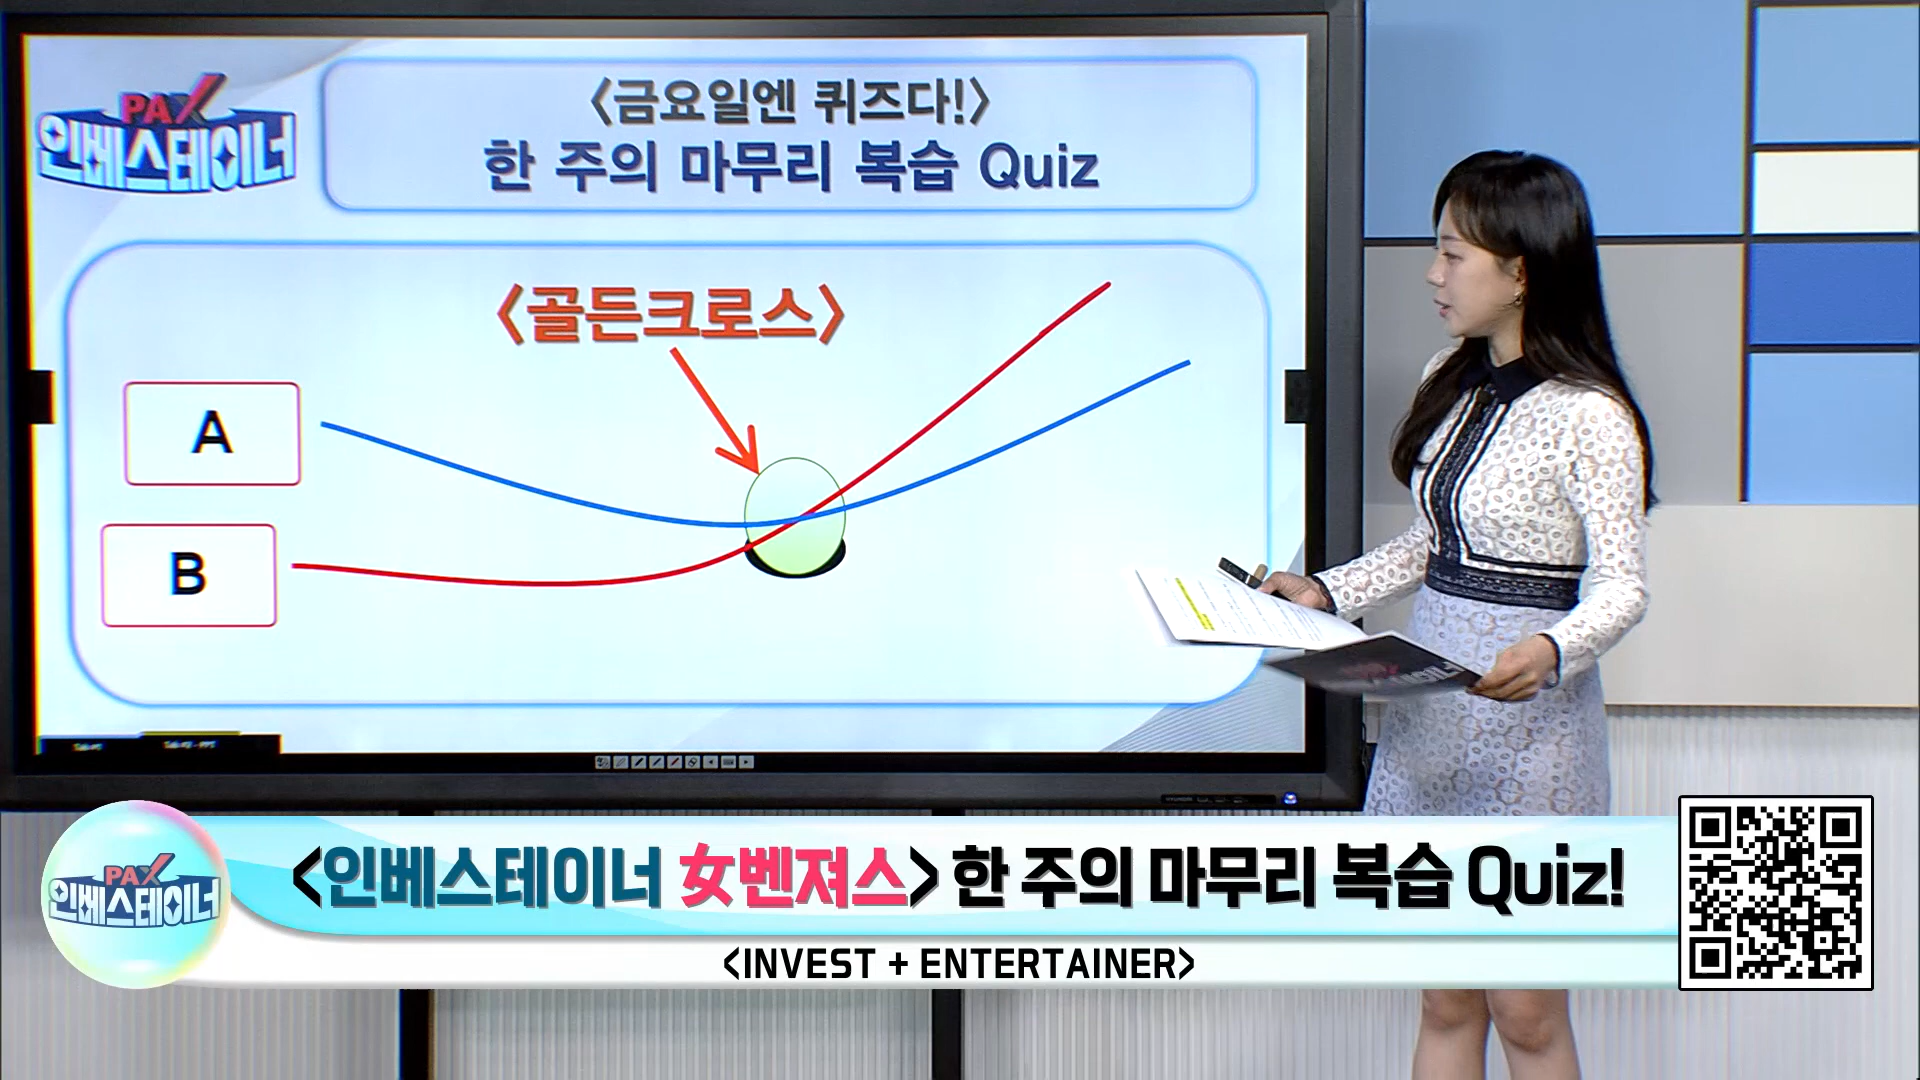 PAX
인베스테이너
<금요일엔 퀴즈다!>
한 주의 마무리 복습 Quiz
<골든크로스>
A
B
PAX
인베스테이너
<인베스테이너 女벤져스> 한 주의 마무리 복습 Quiz!
<INVEST + ENTERTAINER>